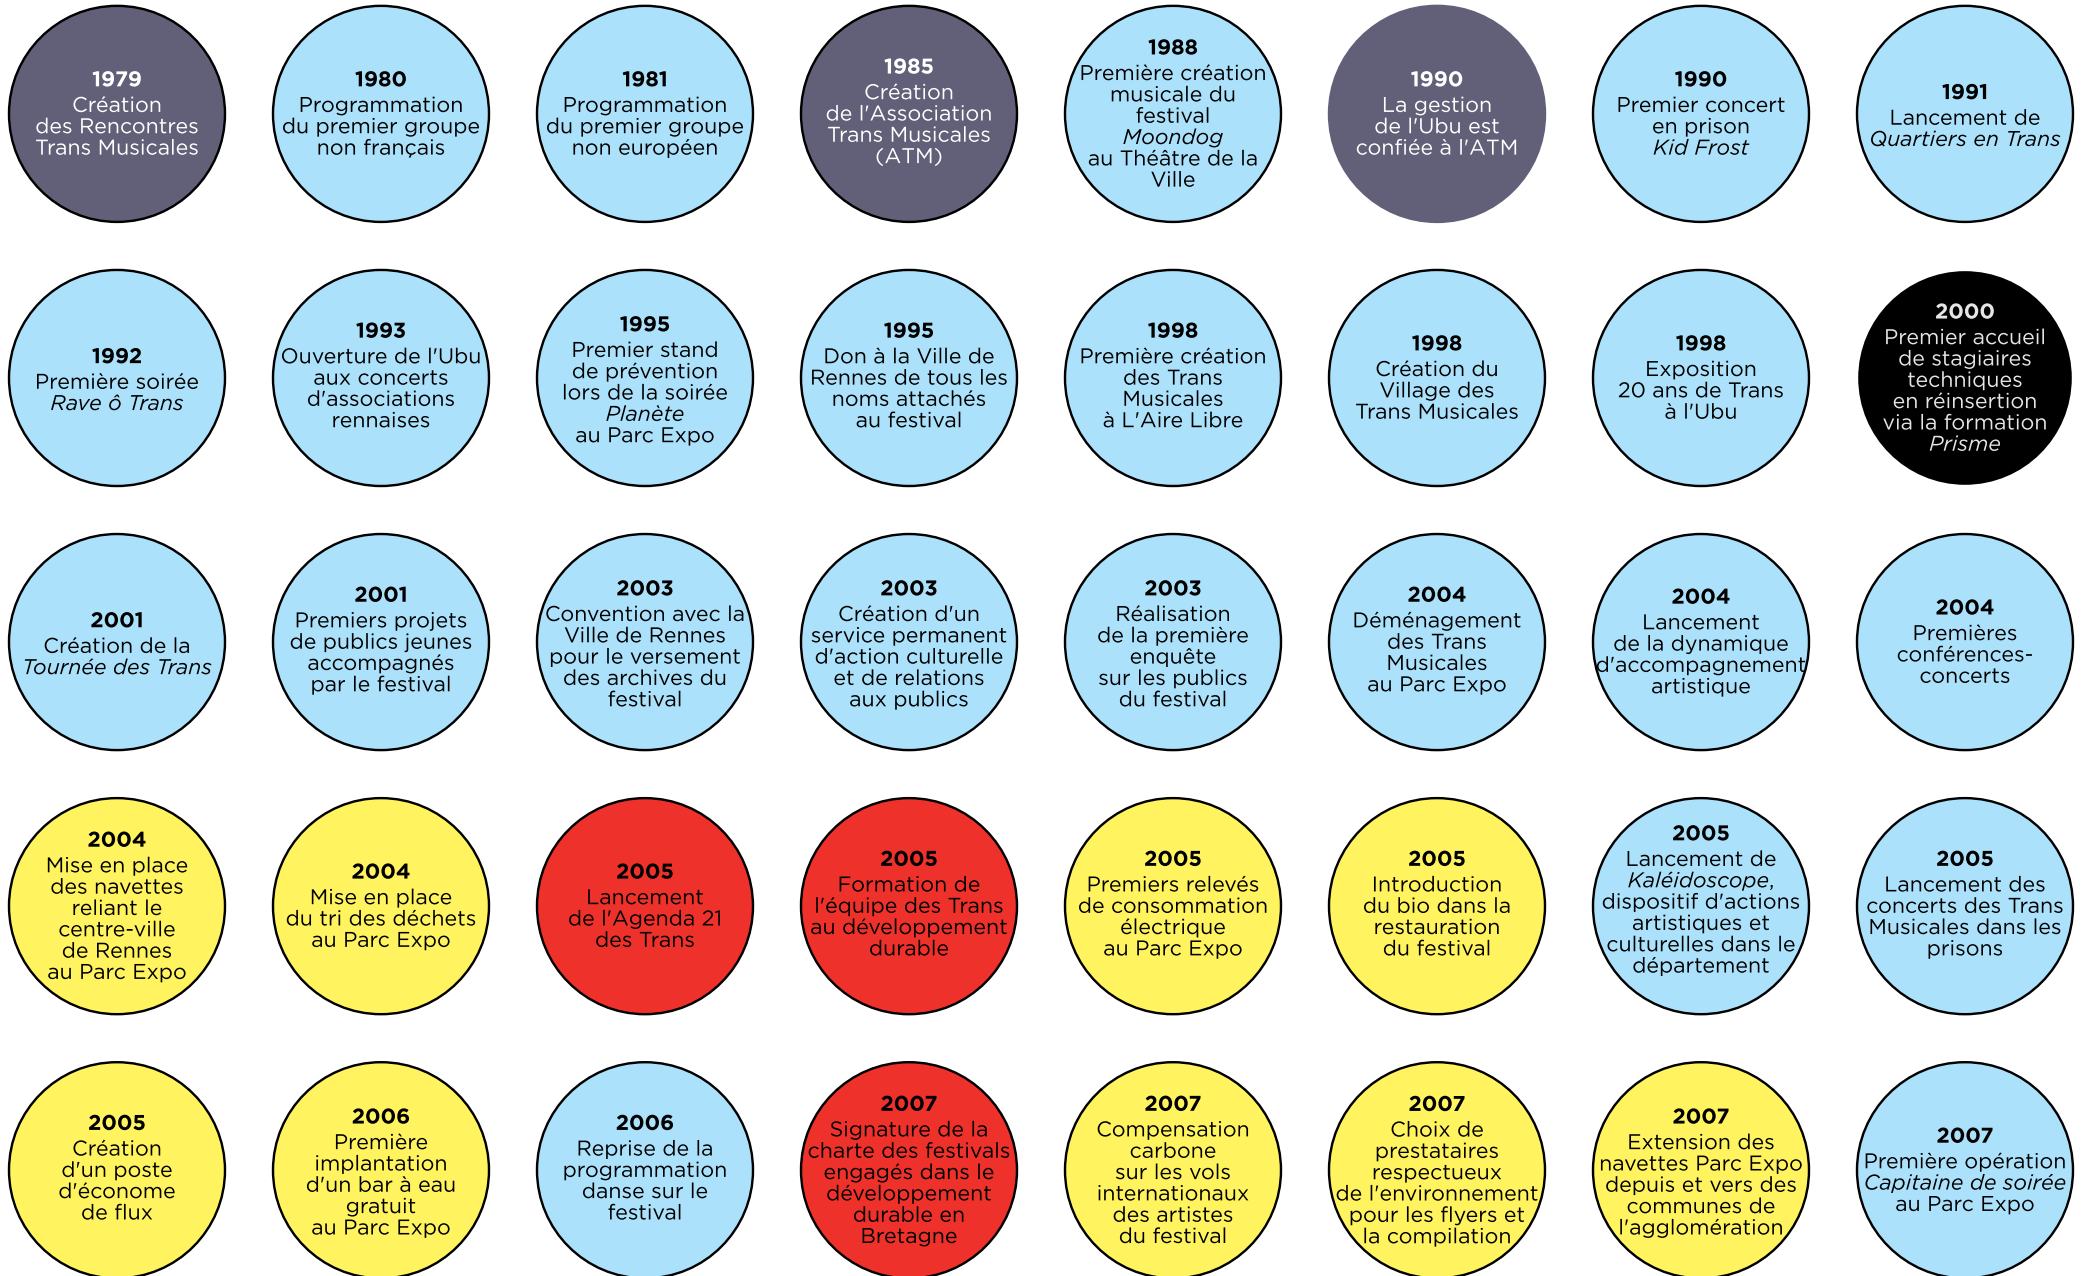 1979
Création
des Rencontres
Trans Musicales
1980
Programmation
du premier groupe
non français
1981
Programmation
du premier groupe
non européen
1985
Création
de l'Association
Trans Musicales
(ATM)
1988
Première création
musicale du
festival
Moondog
au Théâtre de la
Ville
1990
La gestion
de l'Ubu est
confiée à l'ATM
1990
Premier concert
en prison
Kid Frost
1991
Lancement de
Quartiers en Trans
1992
Première soirée
Rave ô Trans
1993
Ouverture de l'Ubu
aux concerts
d'associations
rennaises
1995
Premier stand
de prévention
lors de la soirée
Planète
au Parc Expo
1995
Don à la Ville de
Rennes de tous les
noms attachés
au festival
1998
Première création
des Trans
Musicales
à L'Aire Libre
1998
Création du
Village des
Trans Musicales
1998
Exposition
20 ans de Trans
à l'Ubu
2000
Premier accueil
de stagiaires
techniques
en réinsertion
via la formation
Prisme
2001
Création de la
Tournée des Trans
2001
Premiers projets
de publics jeunes
accompagnés
par le festival
2003
Convention avec la
Ville de Rennes
pour le versement
des archives du
festival
2003
Création d'un
service permanent
d'action culturelle
et de relations
aux publics
2003
Réalisation
de la première
enquête
sur les publics
du festival
2004
Déménagement
des Trans
Musicales
au Parc Expo
2004
Lancement
de la dynamique
d'accompagnement
artistique
2004
Premières
conférences-
concerts
2004
Mise en place
des navettes
reliant le
centre-ville
de Rennes
au Parc Expo
2004
Mise en place
du tri des déchets
au Parc Expo
2005
Lancement
de l'Agenda 21
des Trans
2005
Formation de
l'équipe des Trans
au développement
durable
2005
Premiers relevés
de consommation
électrique
au Parc Expo
2005
Introduction
du bio dans la
restauration
du festival
2005
Lancement de
Kaléidoscope,
dispositif d'actions
artistiques et
culturelles dans le
département
2005
Lancement des
concerts des Trans
Musicales dans les
prisons
2005
Création
d'un poste
d'économe
de flux
2006
Première
implantation
d'un bar à eau
gratuit
au Parc Expo
2006
Reprise de la
programmation
danse sur le
festival
2007
Signature de la
charte des festivals
engagés dans le
développement
durable en
Bretagne
2007
Compensation
carbone
sur les vols
internationaux
des artistes
du festival
2007
Choix de
prestataires
respectueux
de l'environnement
pour les flyers et
la compilation
2007
Extension des
navettes Parc Expo
depuis et vers des
communes de
l'agglomération
2007
Première opération
Capitaine de soirée
au Parc Expo